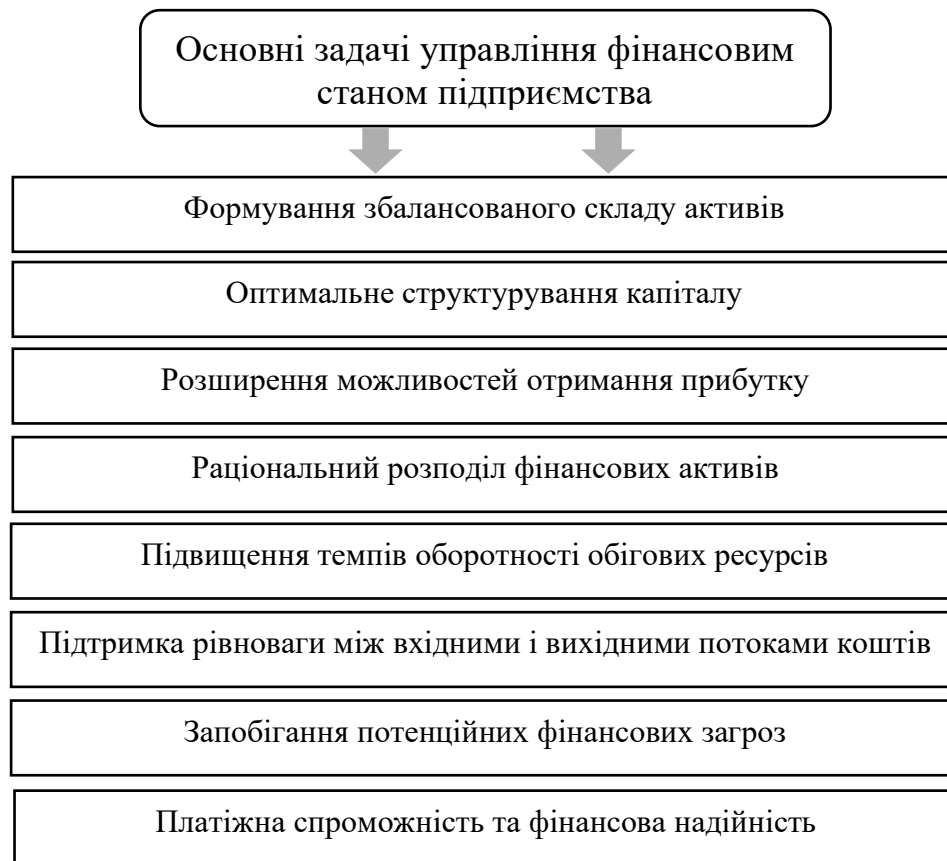 Основні задачі управління фінансовим
станом підприємства
Формування збалансованого складу активів
Оптимальне структурування капіталу
Розширення можливостей отримання прибутку
Раціональний розподіл фінансових активів
Підвищення темпів оборотності обігових ресурсів
Підтримка рівноваги між вхідними і вихідними потоками коштів
Запобігання потенційних фінансових загроз
Платіжна спроможність та фінансова надійність